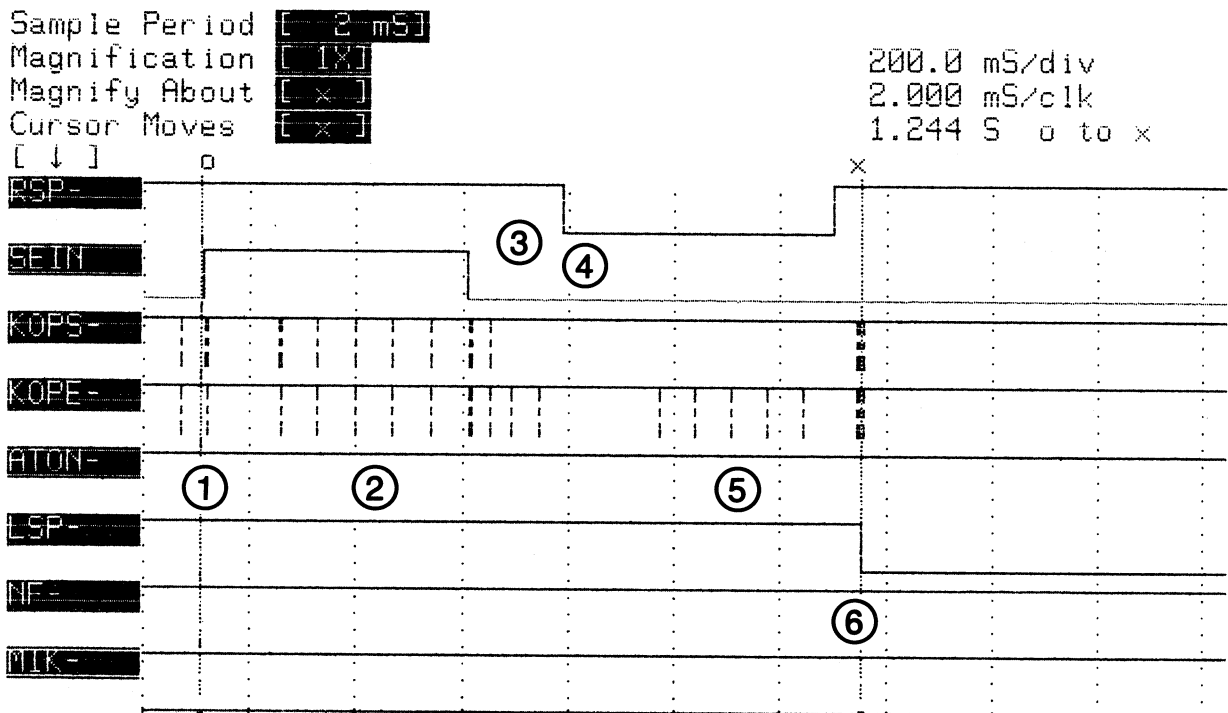 Sample Period [ 2 mS]
Magnification [ 1X]
Magnify About [ x ]
Cursor Moves [ x ]
200.0 mS/div
2.000 mS/clk
1.244 S o to x
[ ↓ ]
o
x
RSP-
③
SEIN
④
KOPS-
KOPE-
ATON-
① ② ⑤
LSP-
NF-
⑥
MIK-